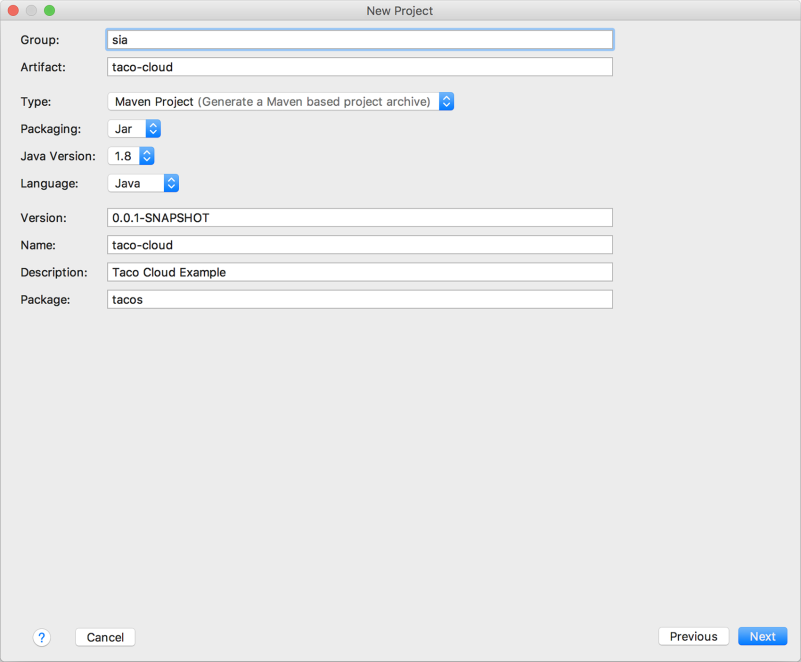 New Project
Group: sia
Artifact: taco-cloud
Type: Maven Project (Generate a Maven based project archive)
Packaging: Jar
Java Version: 1.8
Language: Java
Version: 0.0.1-SNAPSHOT
Name: taco-cloud
Description: Taco Cloud Example
Package: tacos
? Cancel Previous Next